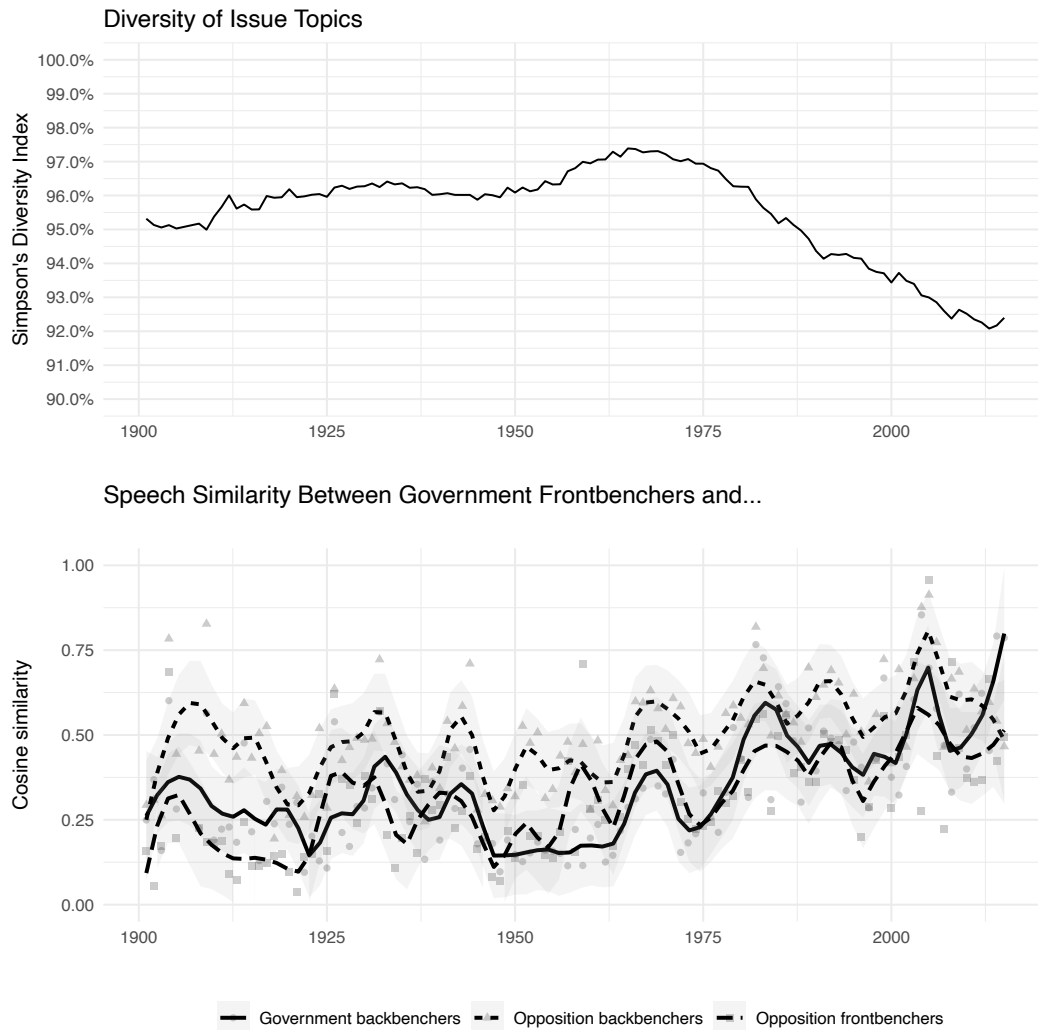 Diversity of Issue Topics
Simpson's Diversity Index
100.0%
99.0%
98.0%
97.0%
96.0%
95.0%
94.0%
93.0%
92.0%
91.0%
90.0%
1900 1925 1950 1975 2000
Speech Similarity Between Government Frontbenchers and...
Cosine similarity
1.00
0.75
0.50
0.25
0.00
1900 1925 1950 1975 2000
Government backbenchers Opposition backbenchers Opposition frontbenchers